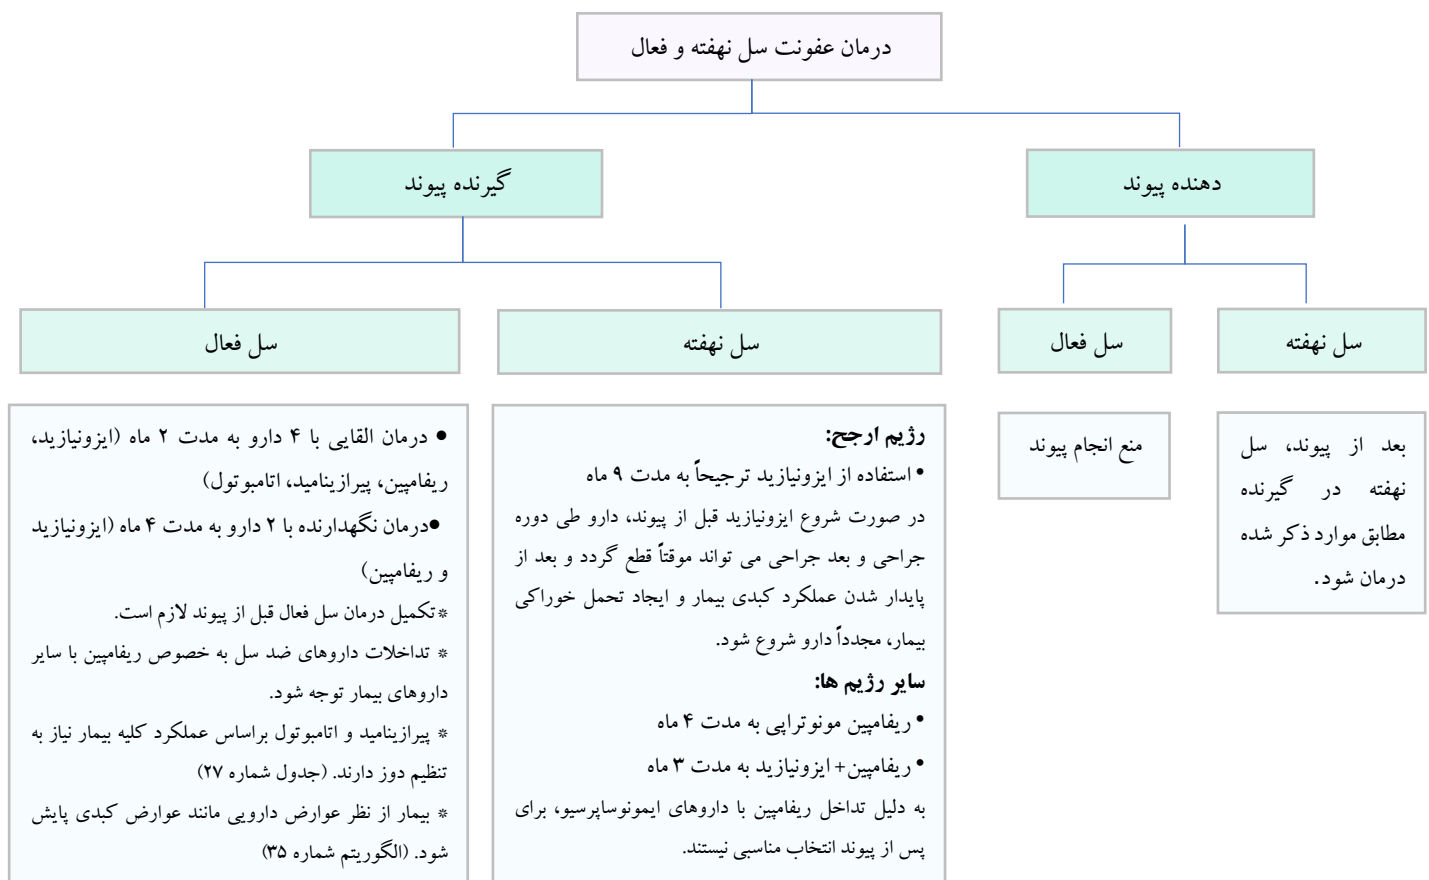 درمان عفونت سل نهفته و فعال
دهنده پیوند
گیرنده پیوند
سل نهفته
سل فعال
سل نهفته
سل فعال
بعد از پیوند، سل
نهفته در گیرنده
مطابق موارد ذکر شده
درمان شود.
منع انجام پیوند
رژیم ارجح:
• استفاده از ایزونیازید ترجیحاً به مدت ۹ ماه
در صورت شروع ایزونیازید قبل از پیوند، دارو طی دوره
جراحی و بعد جراحی می تواند موقتاً قطع گردد و بعد از
پایدار شدن عملکرد کبدی بیمار و ایجاد تحمل خوراکی
بیمار، مجدداً دارو شروع شود.
سایر رژیم ها:
• ریفامپین مونوتراپی به مدت ۴ ماه
• ریفامپین+ ایزونیازید به مدت ۳ ماه
به دلیل تداخل ریفامپین با داروهای ایمونوساپرسیو، برای
پس از پیوند انتخاب مناسبی نیستند.
● درمان القایی با ۴ دارو به مدت ۲ ماه (ایزونیازید،
ریفامپین، پیرازینامید، اتامبوتول)
●درمان نگهدارنده با ۲ دارو به مدت ۴ ماه (ایزونیازید
و ریفامپین)
*تکمیل درمان سل فعال قبل از پیوند لازم است.
* تداخلات داروهای ضد سل به خصوص ریفامپین با سایر
داروهای بیمار توجه شود.
* پیرازینامید و اتامبوتول براساس عملکرد کلیه بیمار نیاز به
تنظیم دوز دارند. (جدول شماره ۲۷)
* بیمار از نظر عوارض دارویی مانند عوارض کبدی پایش
شود. (الگوریتم شماره ۳۵)